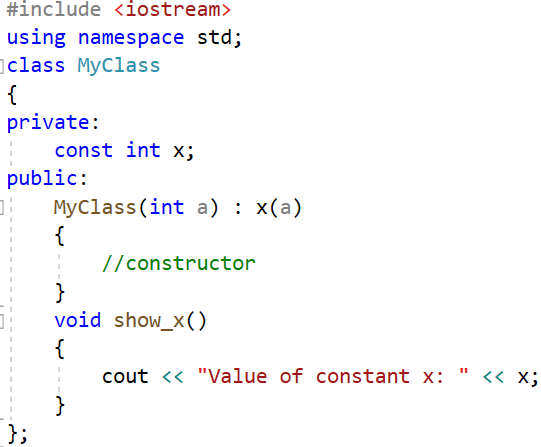 #include <iostream>
using namespace std;
class MyClass
{
private:
    const int x;
public:
    MyClass(int a) : x(a)
    {
        //constructor
    }
    void show_x()
    {
        cout << "Value of constant x: " << x;
    }
};